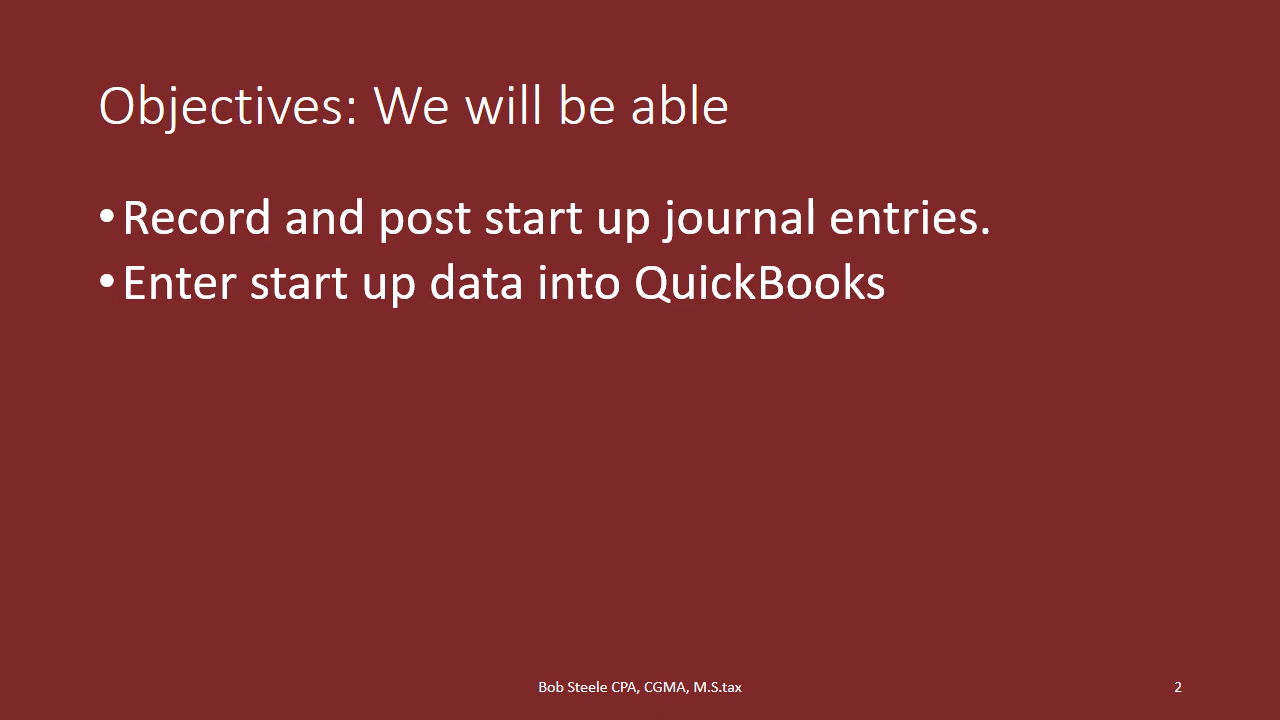 Objectives: We will be able
•Record and post start up journal entries.
•Enter start up data into QuickBooks
Bob Steele CPA, CGMA, M.S.tax
2